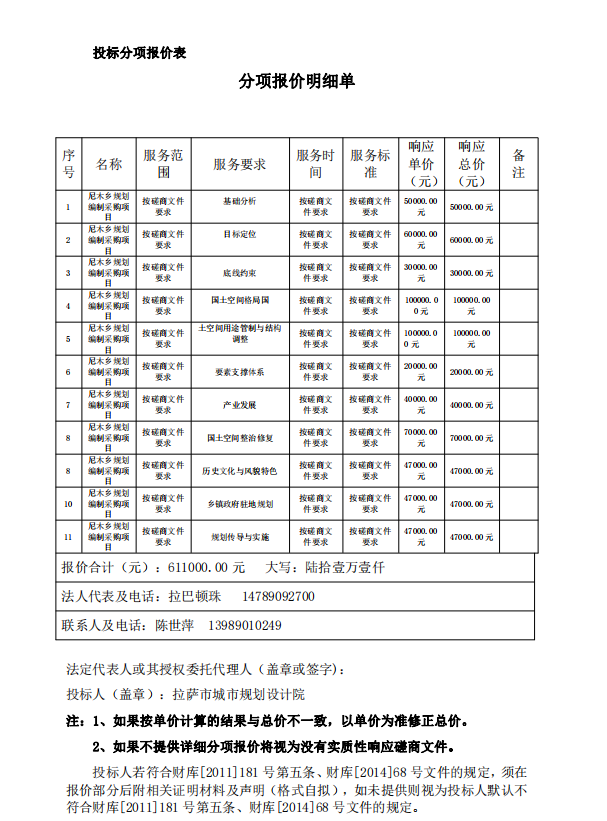 投标分项报价表
分项报价明细单
序号 名称 服务范围 服务要求 服务时间 服务标准 响应单价（元） 响应总价（元） 备注
1 尼木乡规划编制采购项目 按磋商文件要求 基础分析 按磋商文件要求 按磋商文件要求 50000.00元 50000.00元
2 尼木乡规划编制采购项目 按磋商文件要求 目标定位 按磋商文件要求 按磋商文件要求 60000.00元 60000.00元
3 尼木乡规划编制采购项目 按磋商文件要求 底线约束 按磋商文件要求 按磋商文件要求 30000.00元 30000.00元
4 尼木乡规划编制采购项目 按磋商文件要求 国土空间格局国 按磋商文件要求 按磋商文件要求 100000.00元 100000.00元
5 尼木乡规划编制采购项目 按磋商文件要求 土空间用途管制与结构调整 按磋商文件要求 按磋商文件要求 100000.00元 100000.00元
6 尼木乡规划编制采购项目 按磋商文件要求 要素支撑体系 按磋商文件要求 按磋商文件要求 20000.00元 20000.00元
7 尼木乡规划编制采购项目 按磋商文件要求 产业发展 按磋商文件要求 按磋商文件要求 40000.00元 40000.00元
8 尼木乡规划编制采购项目 按磋商文件要求 国土空间整治修复 按磋商文件要求 按磋商文件要求 70000.00元 70000.00元
8 尼木乡规划编制采购项目 按磋商文件要求 历史文化与风貌特色 按磋商文件要求 按磋商文件要求 47000.00元 47000.00元
10 尼木乡规划编制采购项目 按磋商文件要求 乡镇政府驻地规划 按磋商文件要求 按磋商文件要求 47000.00元 47000.00元
11 尼木乡规划编制采购项目 按磋商文件要求 规划传导与实施 按磋商文件要求 按磋商文件要求 47000.00元 47000.00元
报价合计（元）：611000.00 元 大写：陆拾壹万壹仟
法人代表及电话：拉巴顿珠 14789092700
联系人及电话：陈世萍 13989010249
法定代表人或其授权委托代理人（盖章或签字）：
投标人（盖章）：拉萨市城市规划设计院
注：1、如果按单价计算的结果与总价不一致，以单价为准修正总价。
2、如果不提供详细分项报价将视为没有实质性响应磋商文件。
投标人若符合财库[2011]181 号第五条、财库[2014]68 号文件的规定，须在
报价部分后附相关证明材料及声明（格式自拟），如未提供则视为投标人默认不
符合财库[2011]181 号第五条、财库[2014]68 号文件的规定。